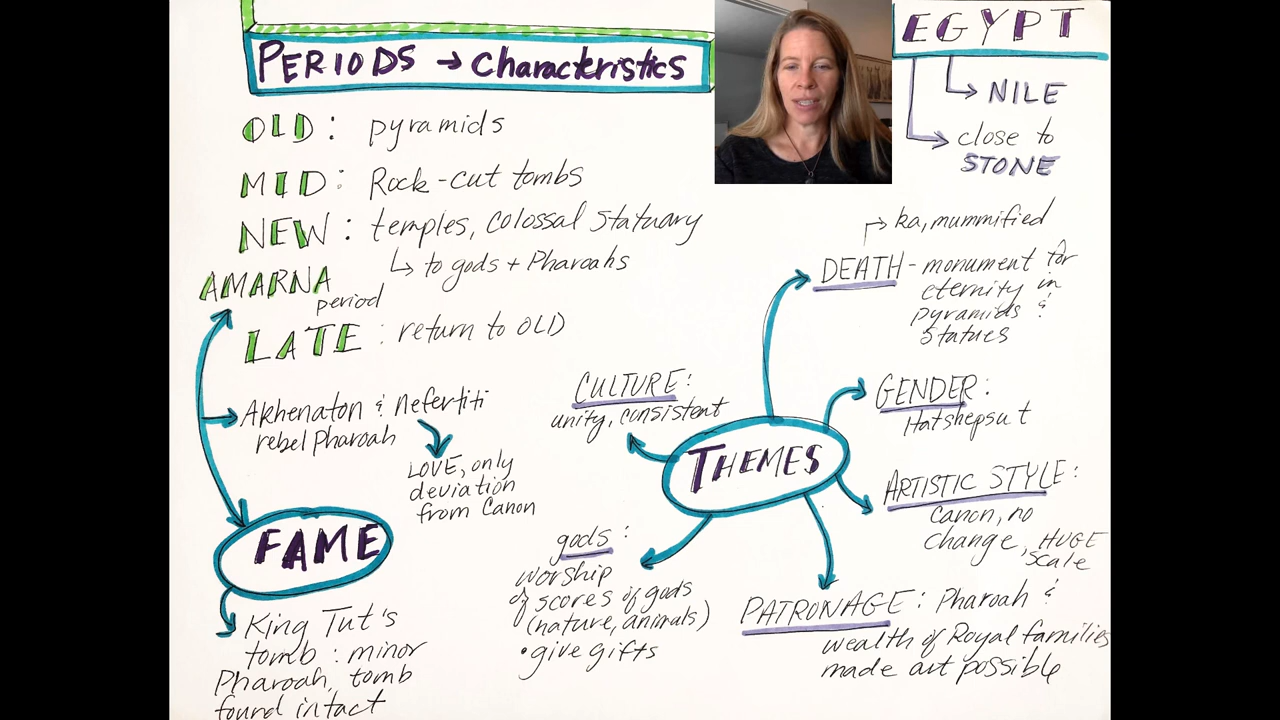 PERIODS → Characteristics
OLD: pyramids
MID: Rock-cut tombs
NEW: temples, colossal statuary
↳ to gods + Pharoahs
AMARNA
period
LATE: return to OLD
Akhenaton & Nefertiti
rebel Pharoah
LOVE, only
deviation
from Canon
FAME
King Tut's
tomb: minor
Pharoah, tomb
found intact
EGYPT
→ NILE
→ close to
STONE
THEMES
CULTURE:
unity, consistent
ka, mummified
DEATH - monument for
eternity in
pyramids &
statues
GENDER:
Hatshepsut
ARTISTIC STYLE:
canon, no
change, HUGE
scale
PATRONAGE: Pharoah &
wealth of Royal families
made art possible
gods:
worship
of scores of gods
(nature, animals)
• give gifts